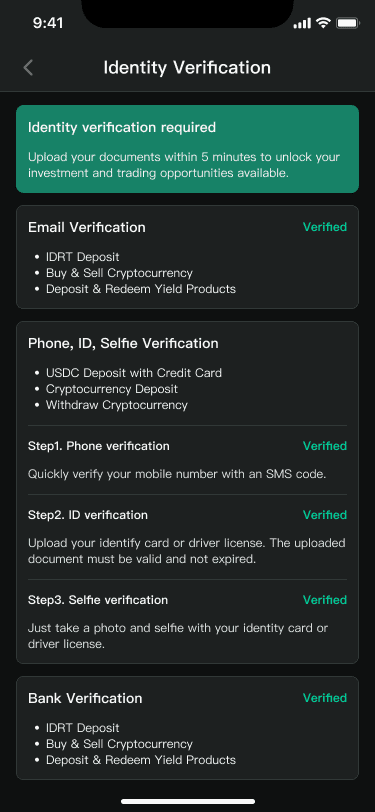 9:41
Identity Verification
Identity verification required
Upload your documents within 5 minutes to unlock your
investment and trading opportunities available.
Email Verification Verified
• IDRT Deposit
• Buy & Sell Cryptocurrency
• Deposit & Redeem Yield Products
Phone, ID, Selfie Verification
• USDC Deposit with Credit Card
• Cryptocurrency Deposit
• Withdraw Cryptocurrency
Step1. Phone verification Verified
Quickly verify your mobile number with an SMS code.
Step2. ID verification Verified
Upload your identify card or driver license. The uploaded
document must be valid and not expired.
Step3. Selfie verification Verified
Just take a photo and selfie with your identity card or
driver license.
Bank Verification Verified
• IDRT Deposit
• Buy & Sell Cryptocurrency
• Deposit & Redeem Yield Products